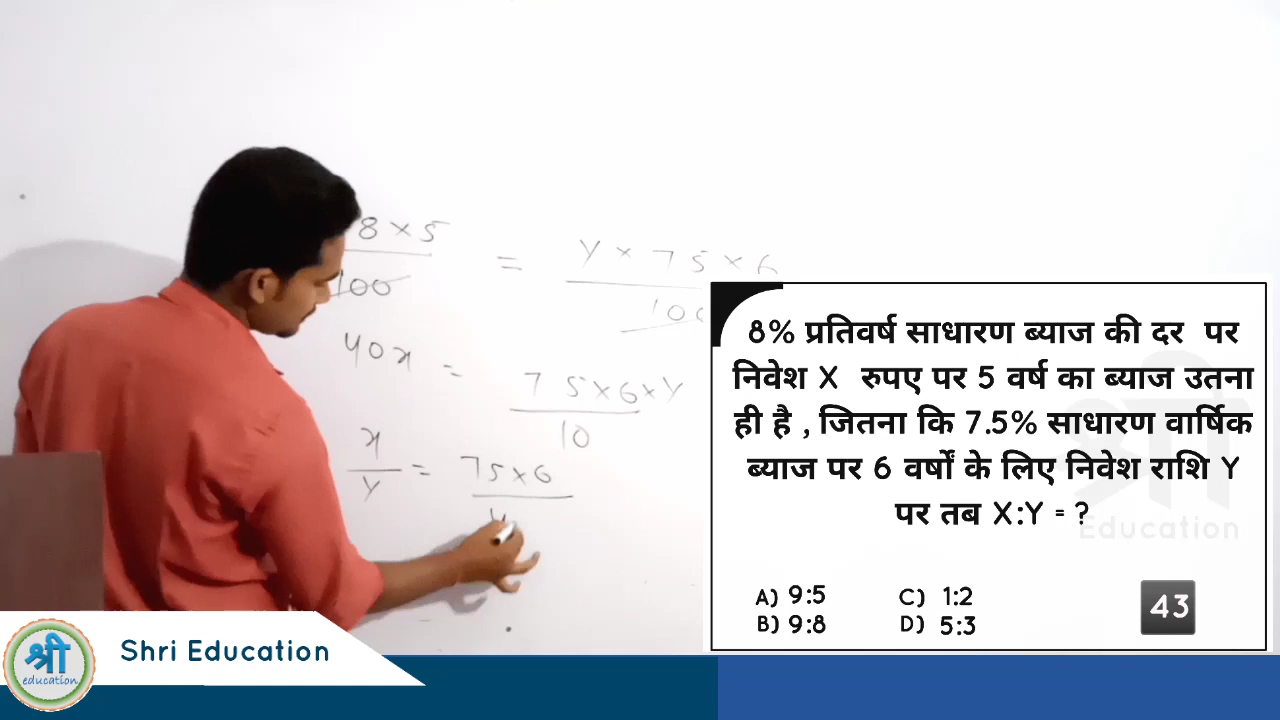 8 × 5
100
=
Y × 75 × 6
40x =
75 × 6 × Y
10
x
Y
=
75 × 6
8% प्रतिवर्ष साधारण ब्याज की दर पर
निवेश X रुपए पर 5 वर्ष का ब्याज उतना
ही है , जितना कि 7.5% साधारण वार्षिक
ब्याज पर 6 वर्षों के लिए निवेश राशि Y
पर तब X:Y = ?
श्री
Education
A) 9:5 C) 1:2
B) 9:8 D) 5:3
43
श्री
education
Shri Education